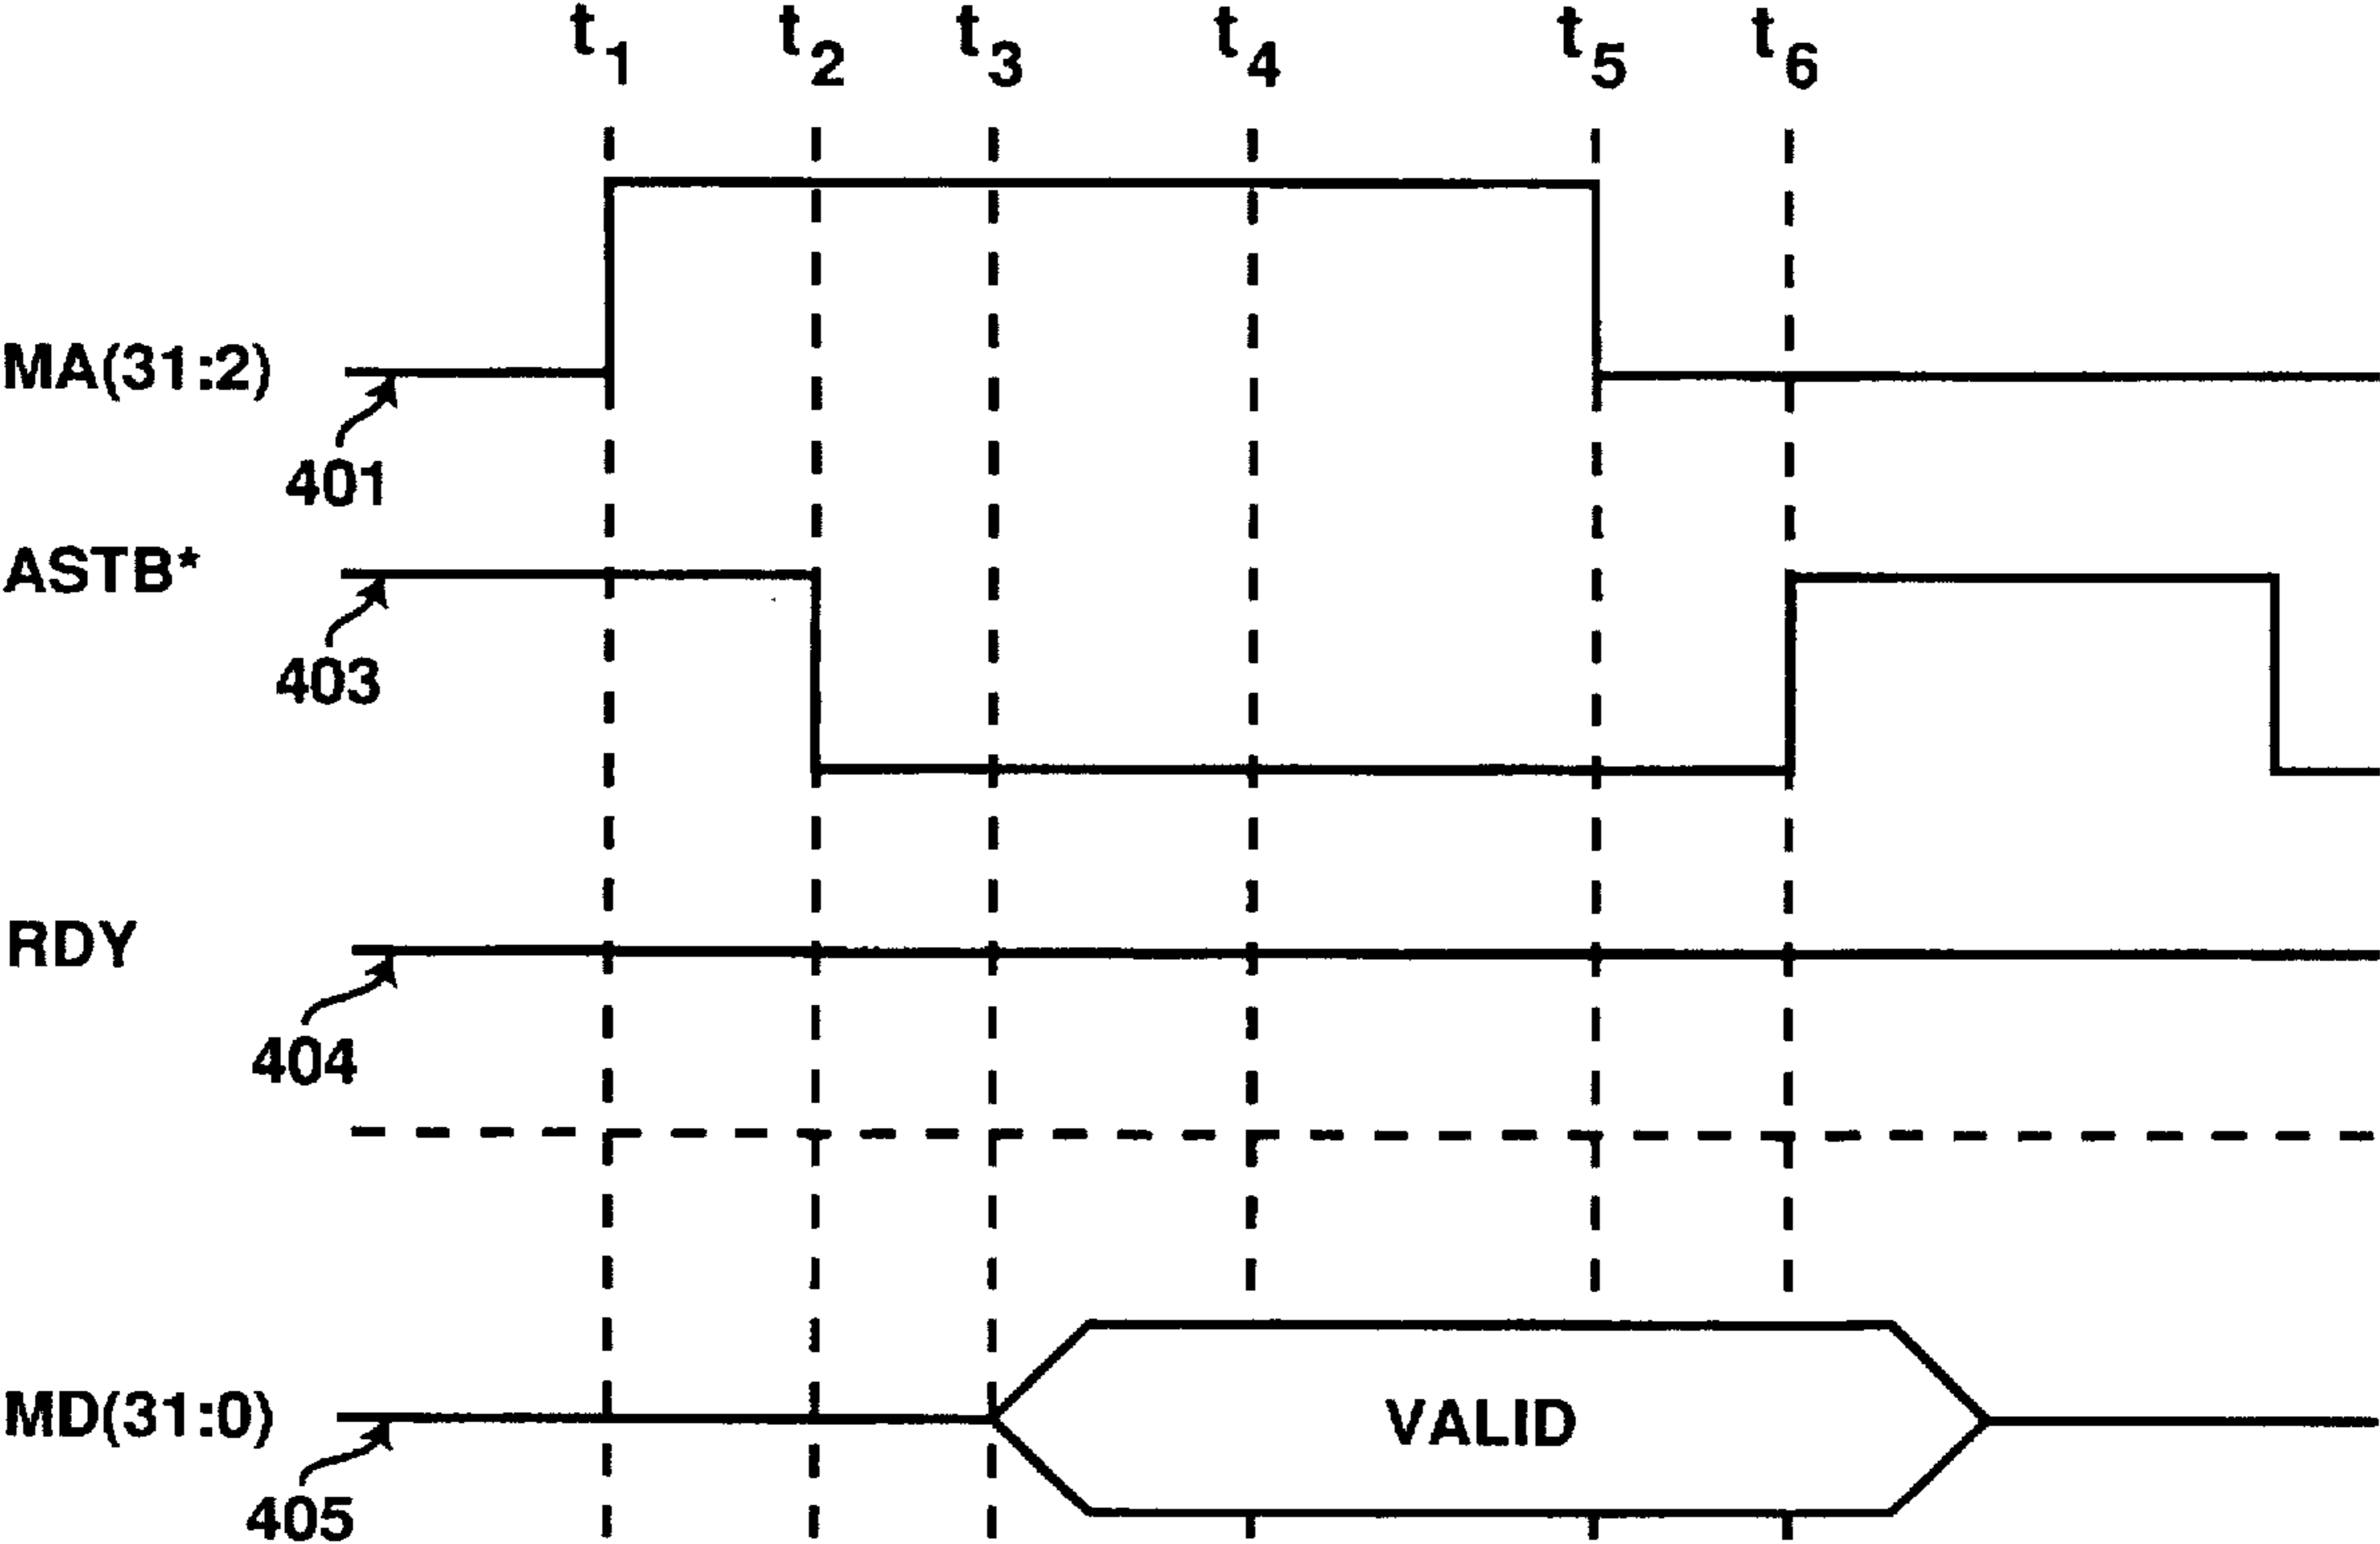 t1 t2 t3 t4 t5 t6
MA(31:2)
401
ASTB*
403
RDY
404
MD(31:0)
VALID
405